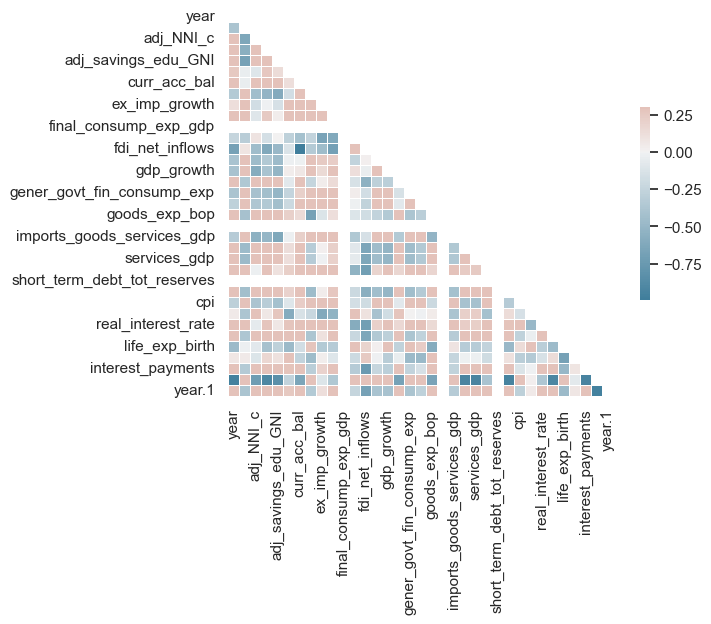 year
adj_NNI_c
adj_savings_edu_GNI
curr_acc_bal
ex_imp_growth
final_consump_exp_gdp
fdi_net_inflows
gdp_growth
gener_govt_fin_consump_exp
goods_exp_bop
imports_goods_services_gdp
services_gdp
short_term_debt_tot_reserves
cpi
real_interest_rate
life_exp_birth
interest_payments
year.1
0.25
0.00
−0.25
−0.50
−0.75
year
adj_NNI_c
adj_savings_edu_GNI
curr_acc_bal
ex_imp_growth
final_consump_exp_gdp
fdi_net_inflows
gdp_growth
gener_govt_fin_consump_exp
goods_exp_bop
imports_goods_services_gdp
services_gdp
short_term_debt_tot_reserves
cpi
real_interest_rate
life_exp_birth
interest_payments
year.1